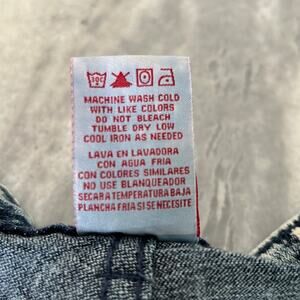 30C
MACHINE WASH COLD
WITH LIKE COLORS
DO NOT BLEACH
TUMBLE DRY LOW
COOL IRON AS NEEDED
LAVA EN LAVADORA
CON AGUA FRIA
CON COLORES SIMILARES
NO USE BLANQUEADOR
SECAR A TEMPERATURA BAJA
PLANCHA FRIA SI SE NECESITE